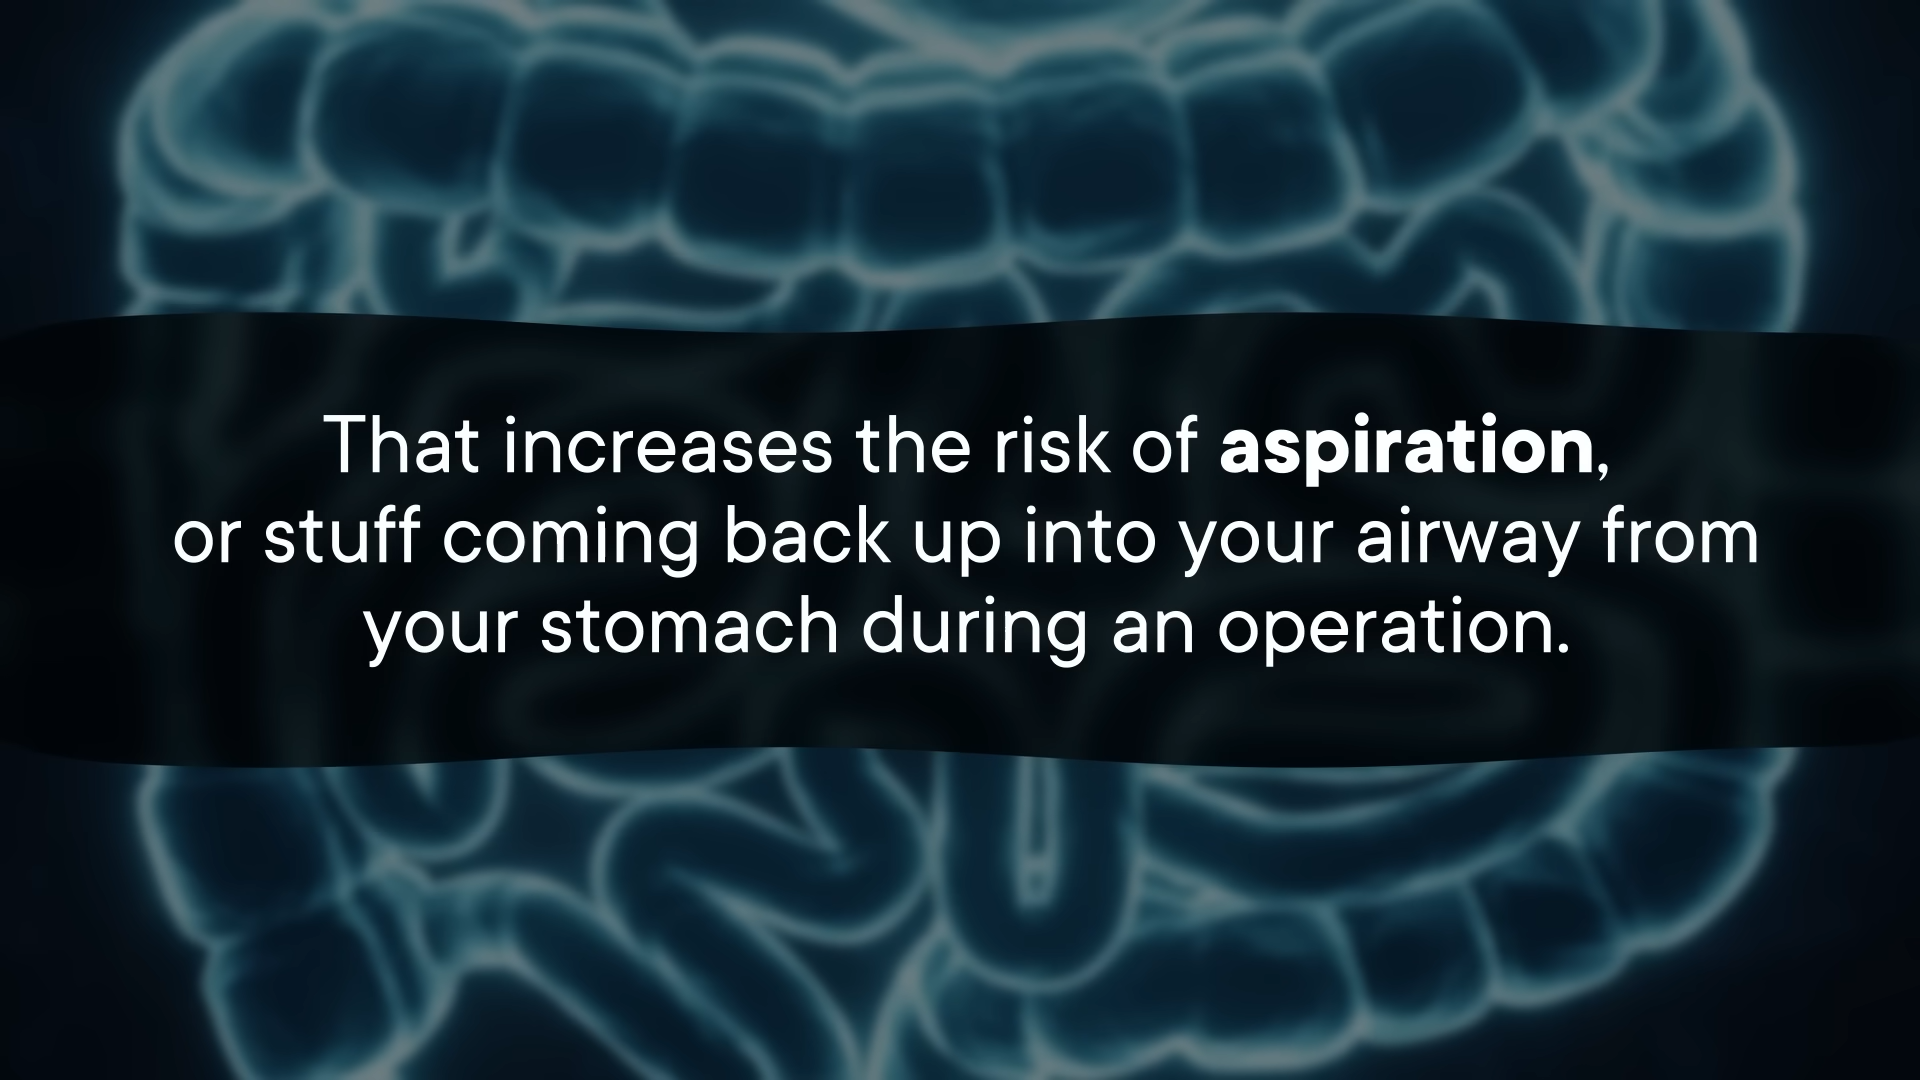 That increases the risk of aspiration,
or stuff coming back up into your airway from
your stomach during an operation.